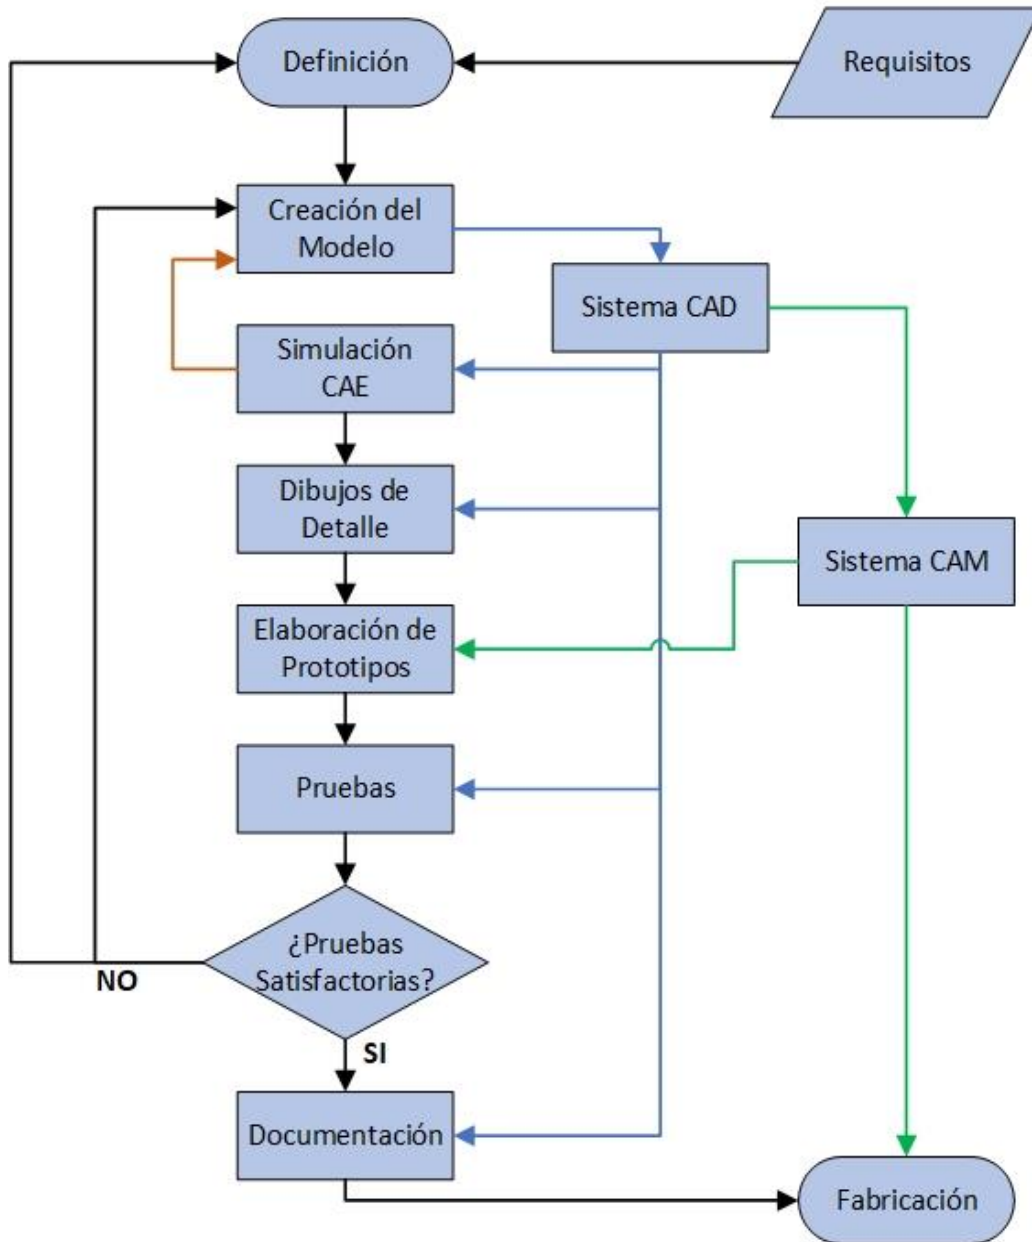 Definición
Requisitos
Creación del
Modelo
Sistema CAD
Simulación
CAE
Dibujos de
Detalle
Sistema CAM
Elaboración de
Prototipos
Pruebas
¿Pruebas
Satisfactorias?
NO
SI
Documentación
Fabricación